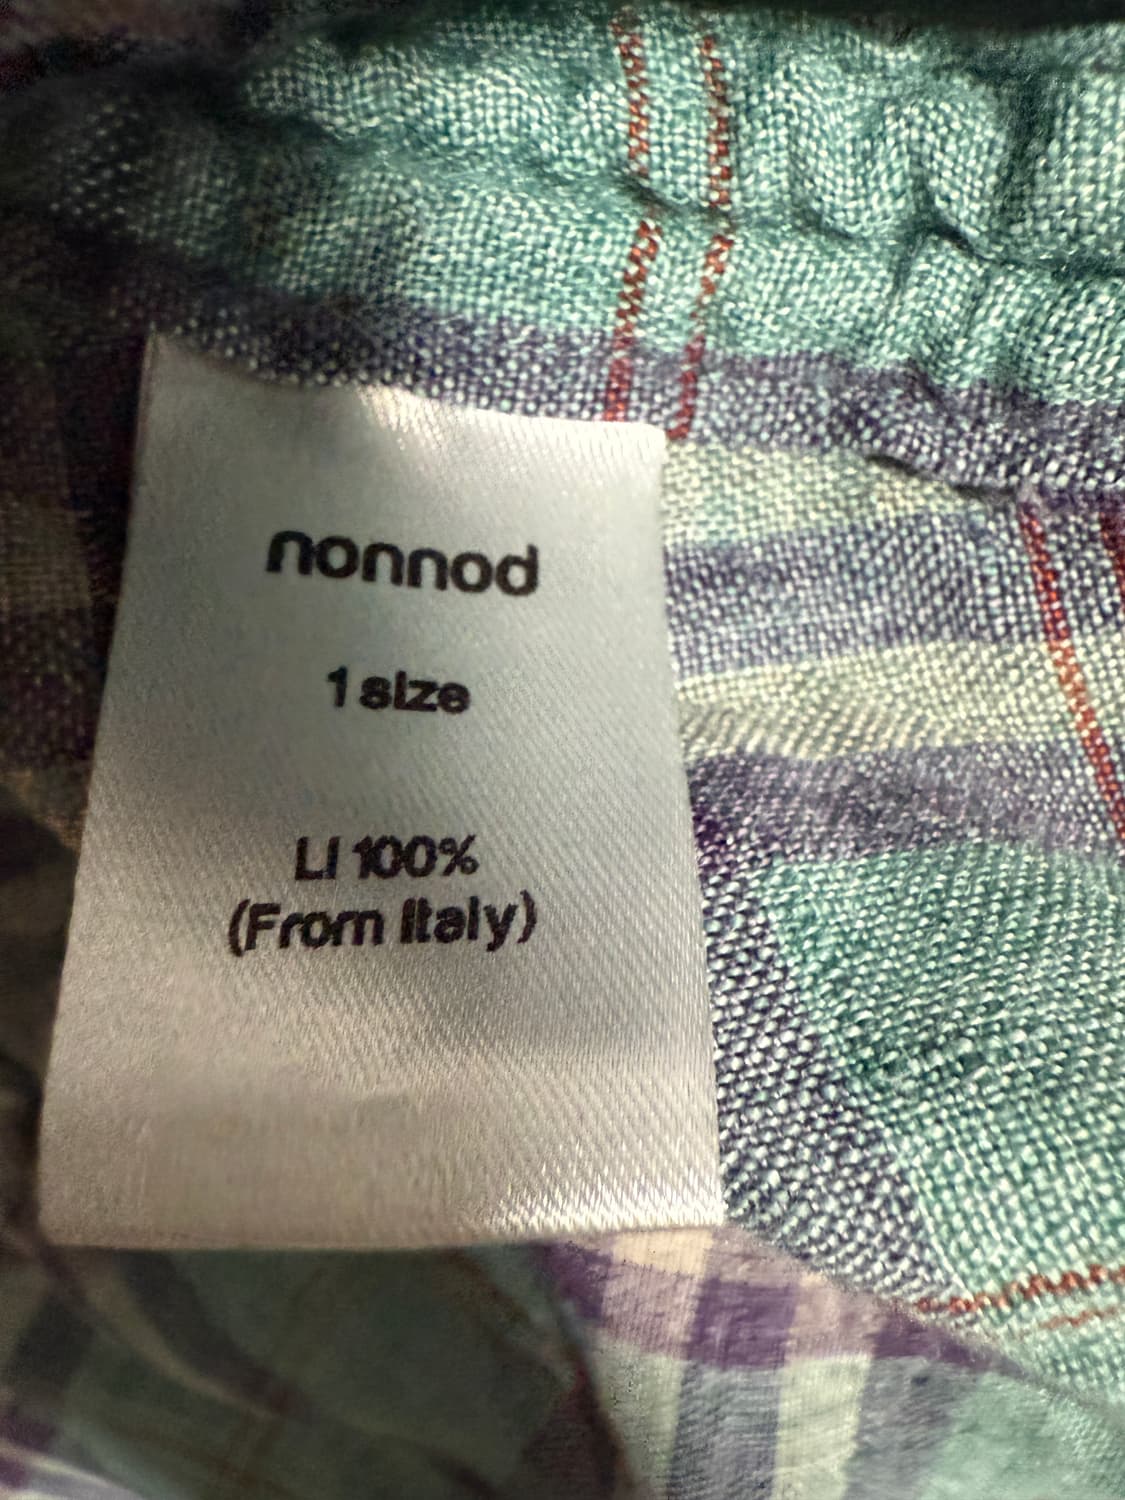 nonnod
1 size
LI 100%
(From Italy)